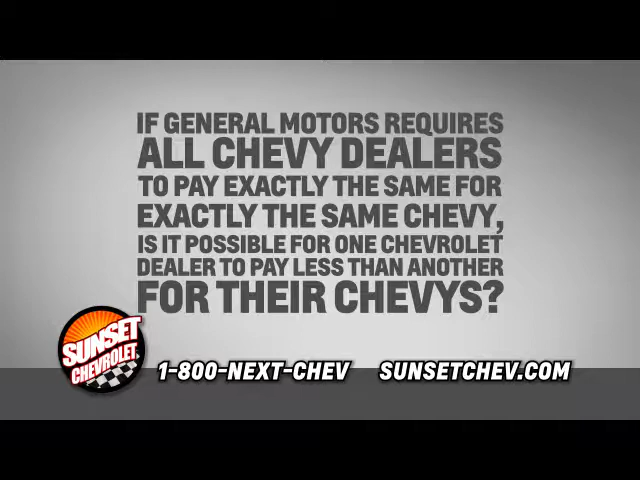 IF GENERAL MOTORS REQUIRES
ALL CHEVY DEALERS
TO PAY EXACTLY THE SAME FOR
EXACTLY THE SAME CHEVY,
IS IT POSSIBLE FOR ONE CHEVROLET
DEALER TO PAY LESS THAN ANOTHER
FOR THEIR CHEVYS?
SUNSET
CHEVROLET
1-800-NEXT-CHEV SUNSETCHEV.COM